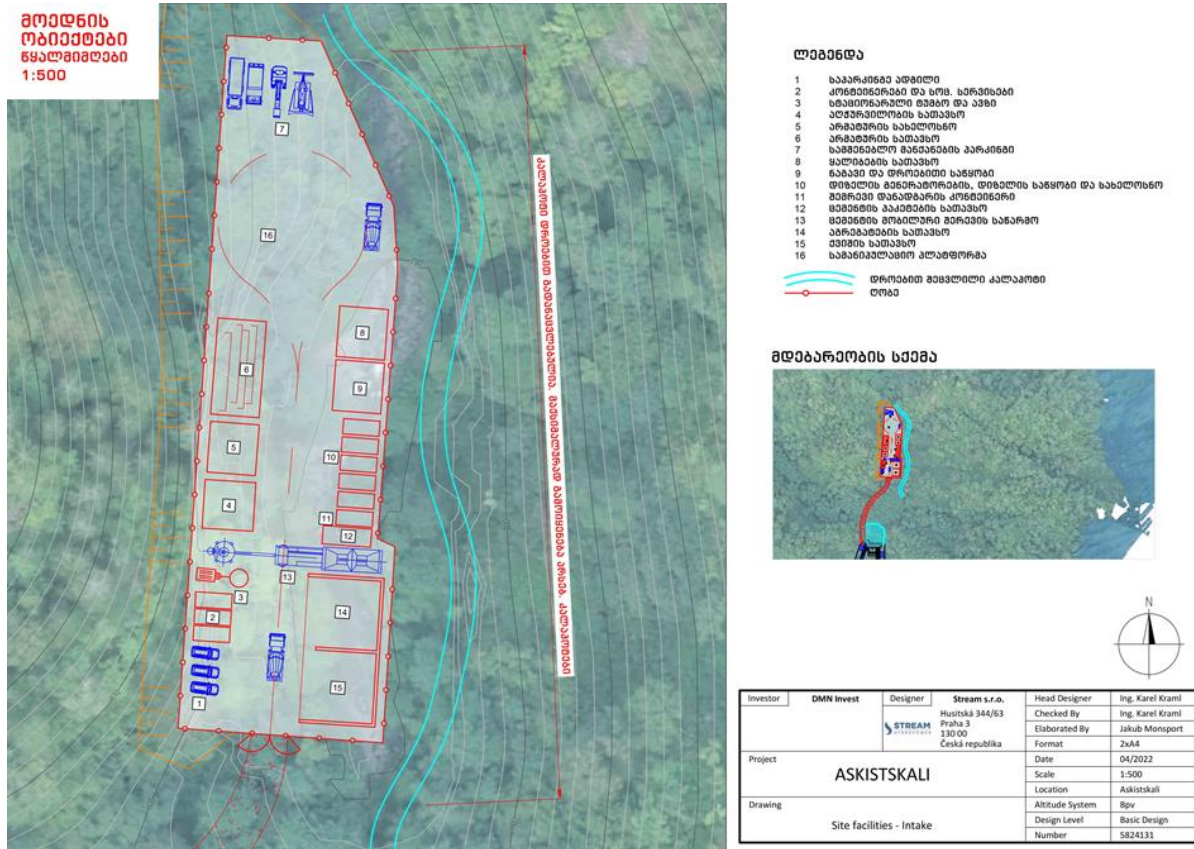 მოედნის
ობიექტები
წყალმიმღები
1:500
7
16
8
6
9
5
10
4
11
12
13
3
2
14
15
1
ლეგენდა
1 საპარკინგე ადგილი
2 კონტეინერები და სოც. სერვისები
3 სტაციონარული ტუმბო და ავზი
4 აღჭურვილობის სათავსო
5 არმატურის სახელოსნო
6 არმატურის სათავსო
7 სამშენებლო მანქანების პარკინგი
8 ყალიბების სათავსო
9 ნაგავი და დროებითი საწყობი
10 დიზელის გენერატორების, დიზელის საწყობი და სახელოსნო
11 შემრევი დანადგარის კონტეინერი
12 ცემენტის პაკეტების სათავსო
13 ცემენტის მობილური მერევის საწარმო
14 აგრეგატების სათავსო
15 ქვიშის სათავსო
16 სამანიპულაციო პლატფორმა
დროებით შეცვლილი კალაპოტი
ღობე
მდებარეობის სქემა
N
Investor DMN Invest Designer Stream s.r.o. Head Designer Ing. Karel Kraml
STREAM Husitská 344/63 Checked By Ing. Karel Kraml
Praha 3 Elaborated By Jakub Monsport
130 00
Česká republika Format 2xA4
Project ASKISTSKALI Date 04/2022
Scale 1:500
Location Askistskali
Drawing Site facilities - Intake Altitude System Bpv
Design Level Basic Design
Number 5824131